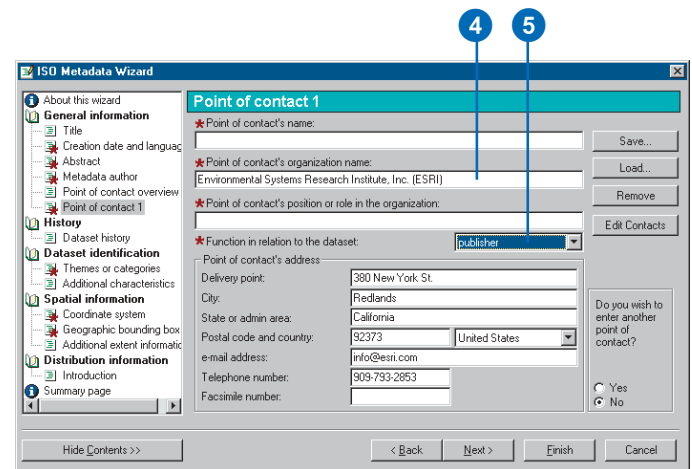 4 5
ISO Metadata Wizard
About this wizard
General information
Title
Creation date and languag
Abstract
Metadata author
Point of contact overview
Point of contact 1
History
Dataset history
Dataset identification
Themes or categories
Additional characteristics
Spatial information
Coordinate system
Geographic bounding box
Additional extent informatic
Distribution information
Introduction
Summary page
Point of contact 1
Point of contact's name:
Point of contact's organization name:
Environmental Systems Research Institute, Inc. (ESRI)
Point of contact's position or role in the organization:
Function in relation to the dataset: publisher
Point of contact's address
Delivery point: 380 New York St.
City: Redlands
State or admin area: California
Postal code and country: 92373 United States
e-mail address: info@esri.com
Telephone number: 909-793-2853
Facsimile number:
Save...
Load...
Remove
Edit Contacts
Do you wish to
enter another
point of
contact?
Yes
No
Hide Contents >> < Back Next > Finish Cancel